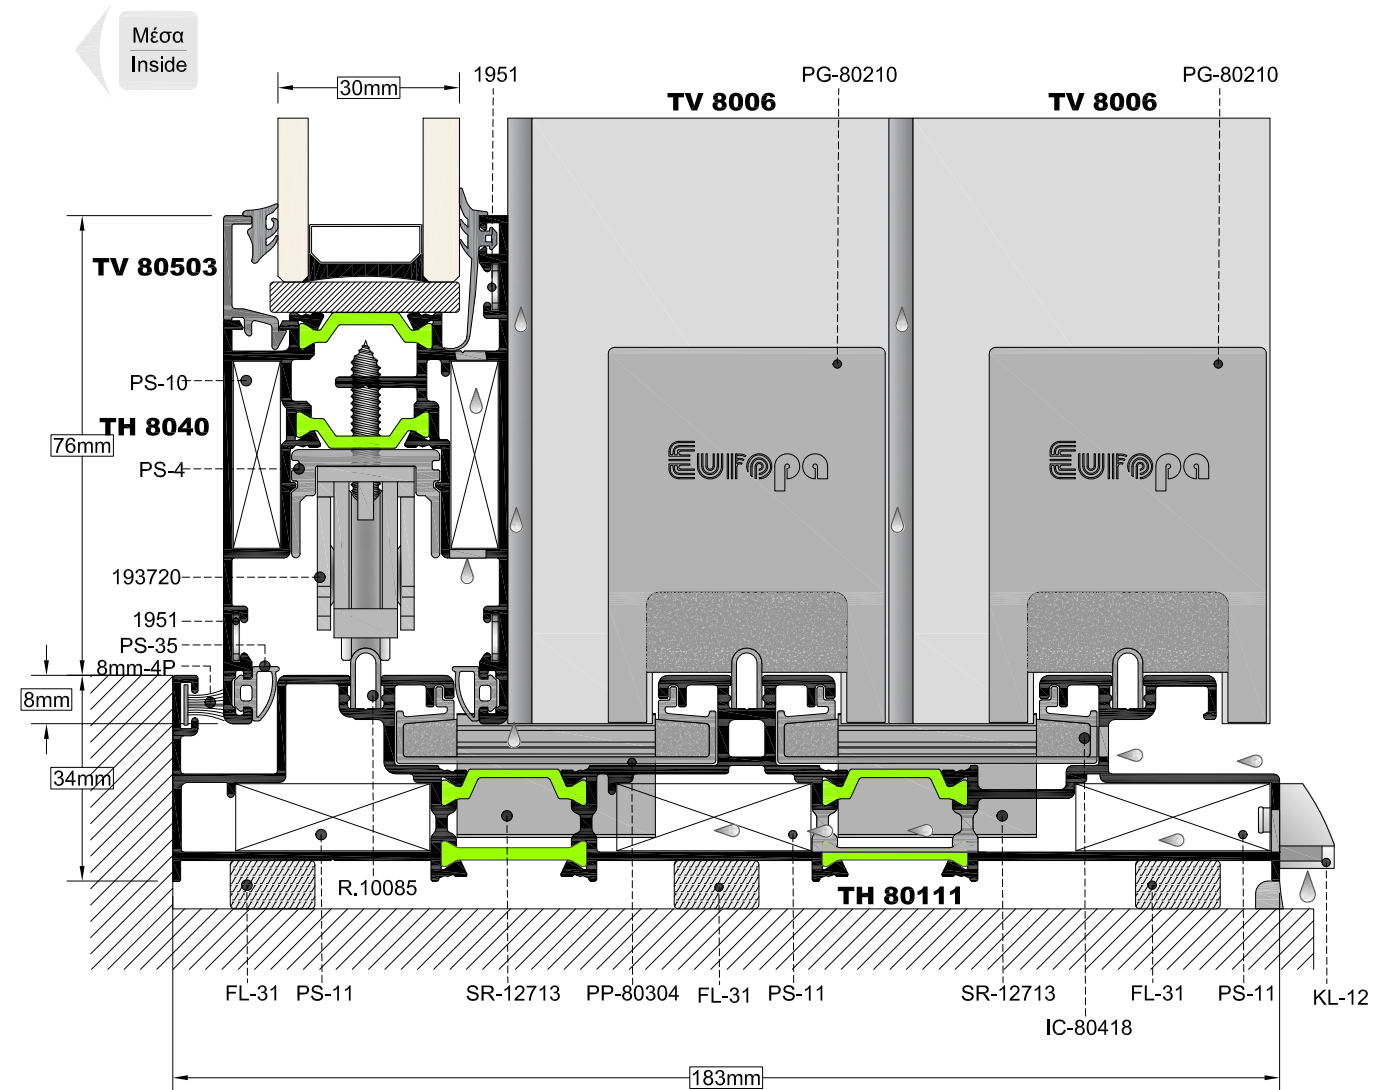 Μέσα
Inside
30mm
1951
PG-80210
PG-80210
TV 8006
TV 8006
TV 80503
PS-10
TH 8040
76mm
PS-4
Europa
Europa
193720
1951
PS-35
8mm-4P
8mm
34mm
R.10085
TH 80111
FL-31
PS-11
SR-12713
PP-80304
FL-31
PS-11
SR-12713
FL-31
PS-11
KL-12
IC-80418
183mm